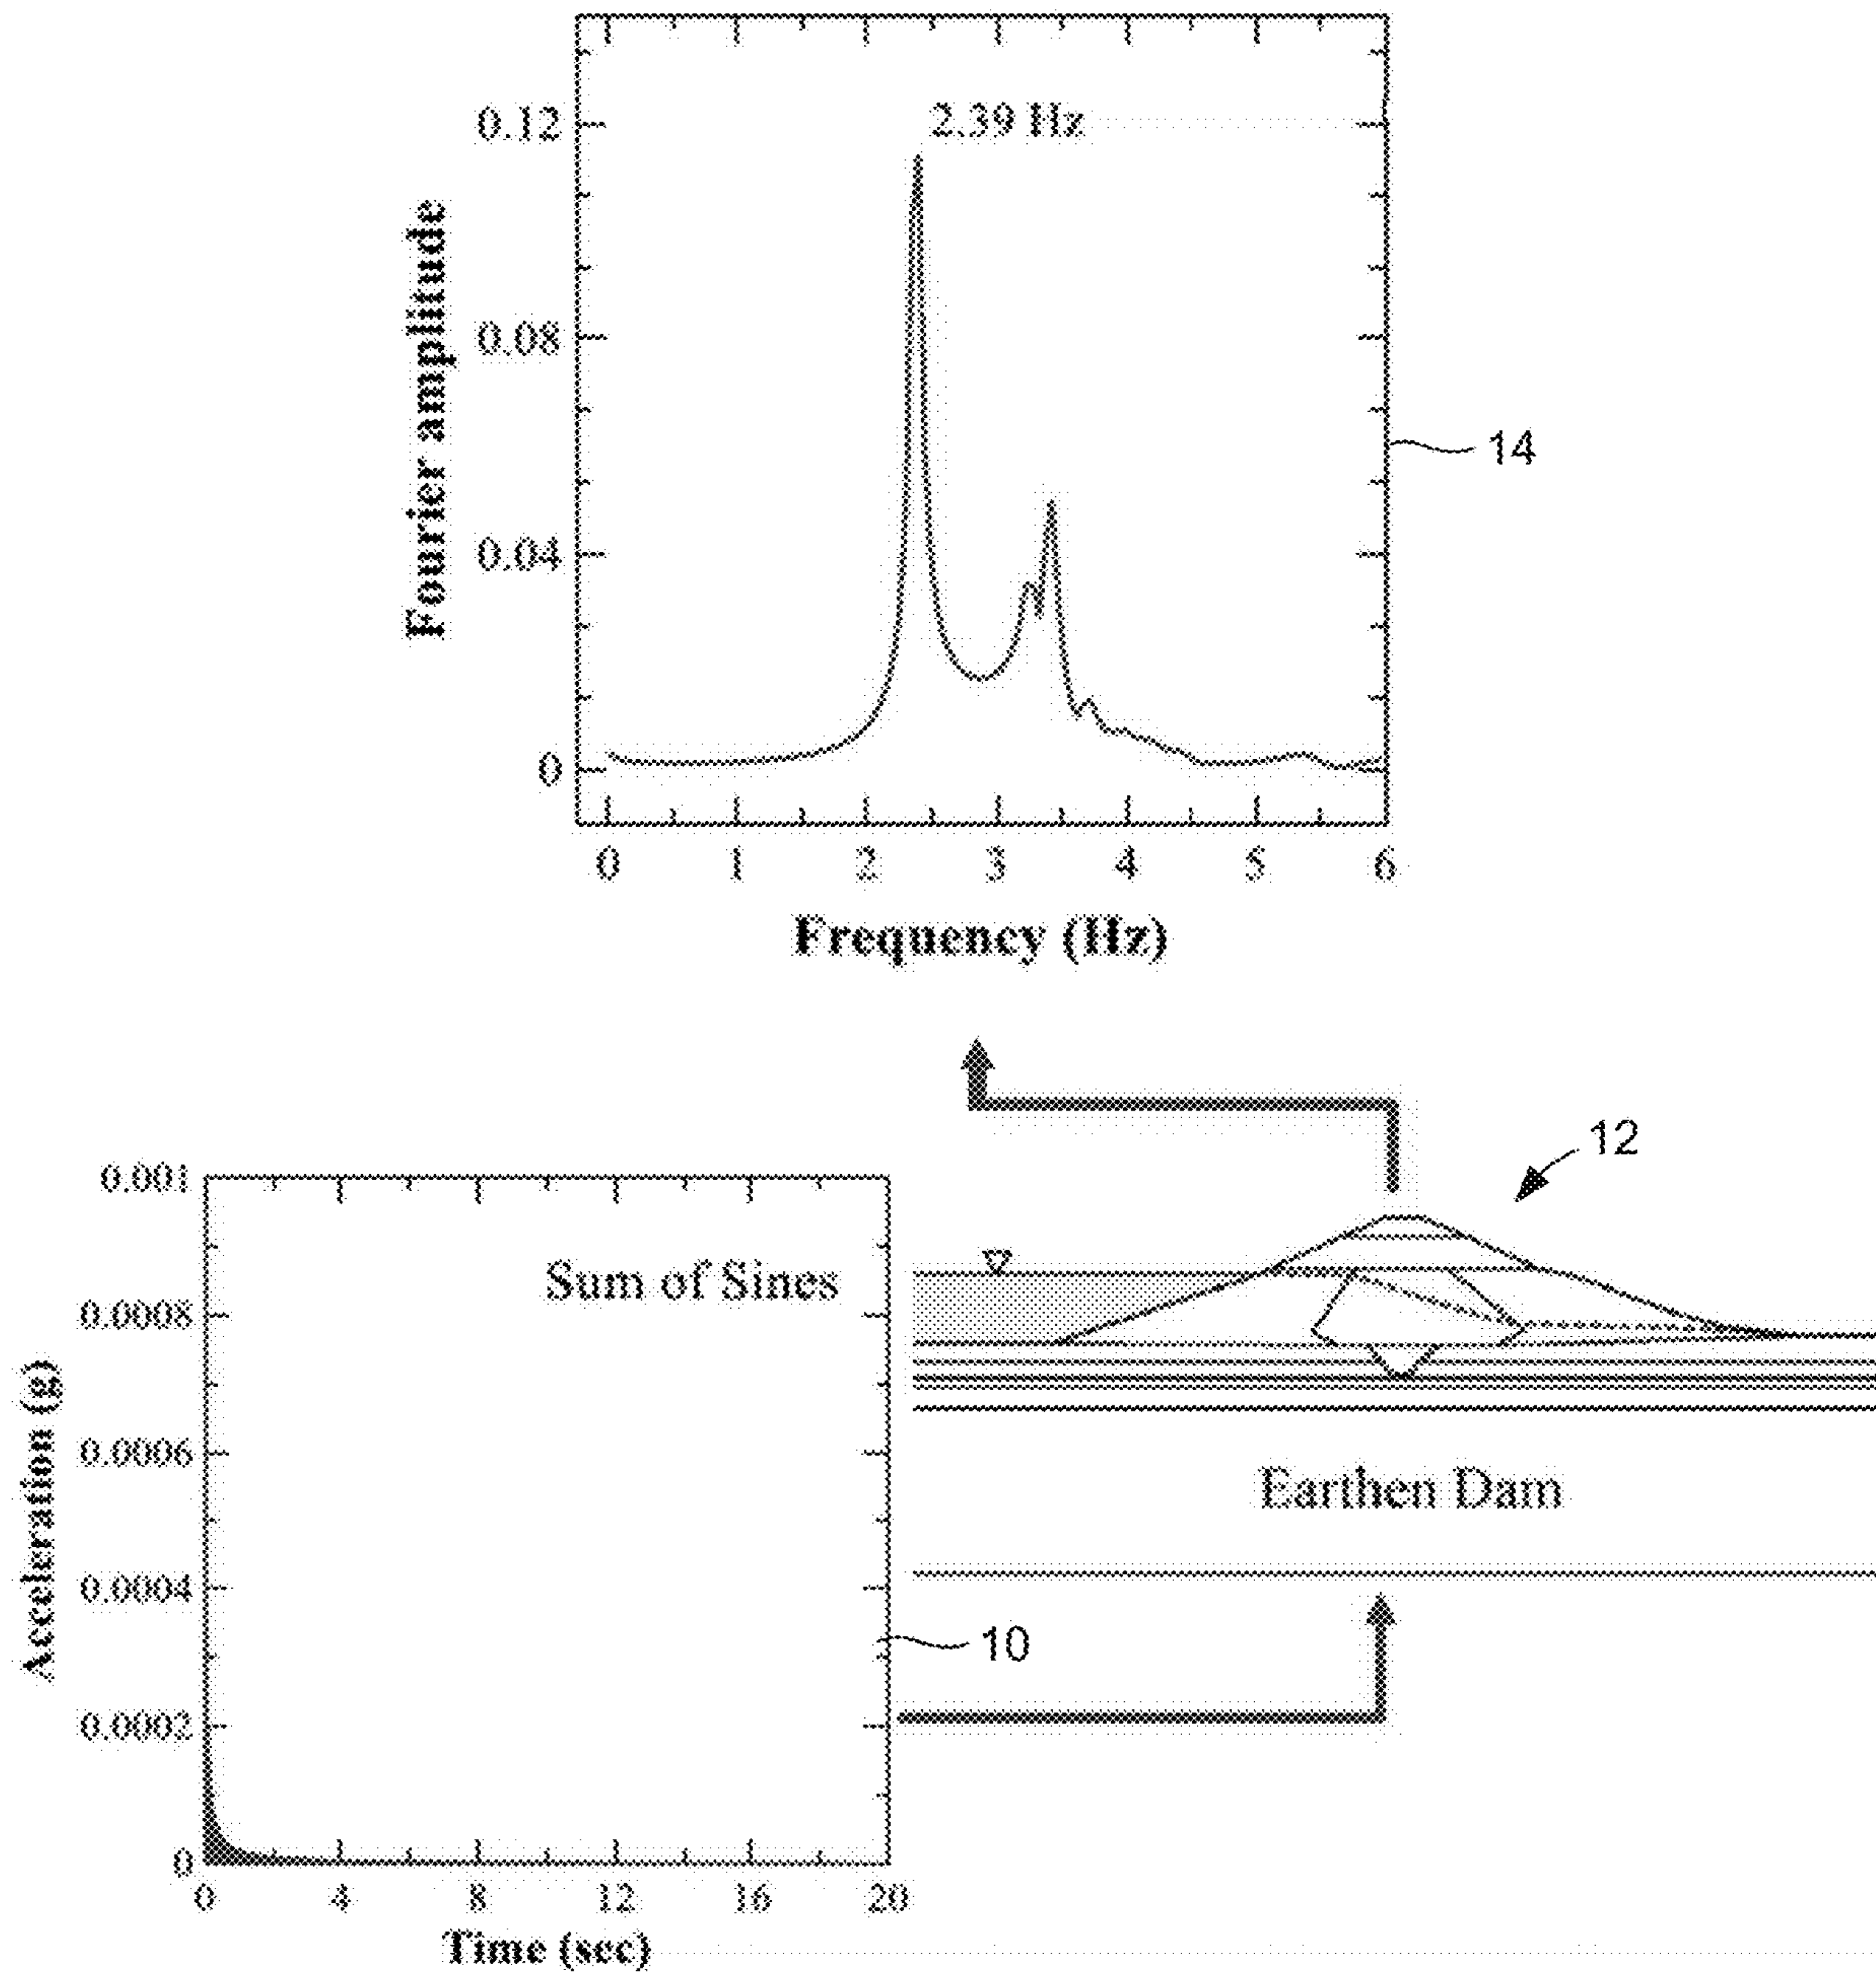 0.12
2.39 Hz
0.08
0.04
0
Fourier amplitude
14
0 1 2 3 4 5 6
Frequency (Hz)
12
0.001
Sum of Sines
0.0008
0.0006
0.0004
0.0002
0
Acceleration (g)
10
Earthen Dam
0 4 8 12 16 20
Time (sec)